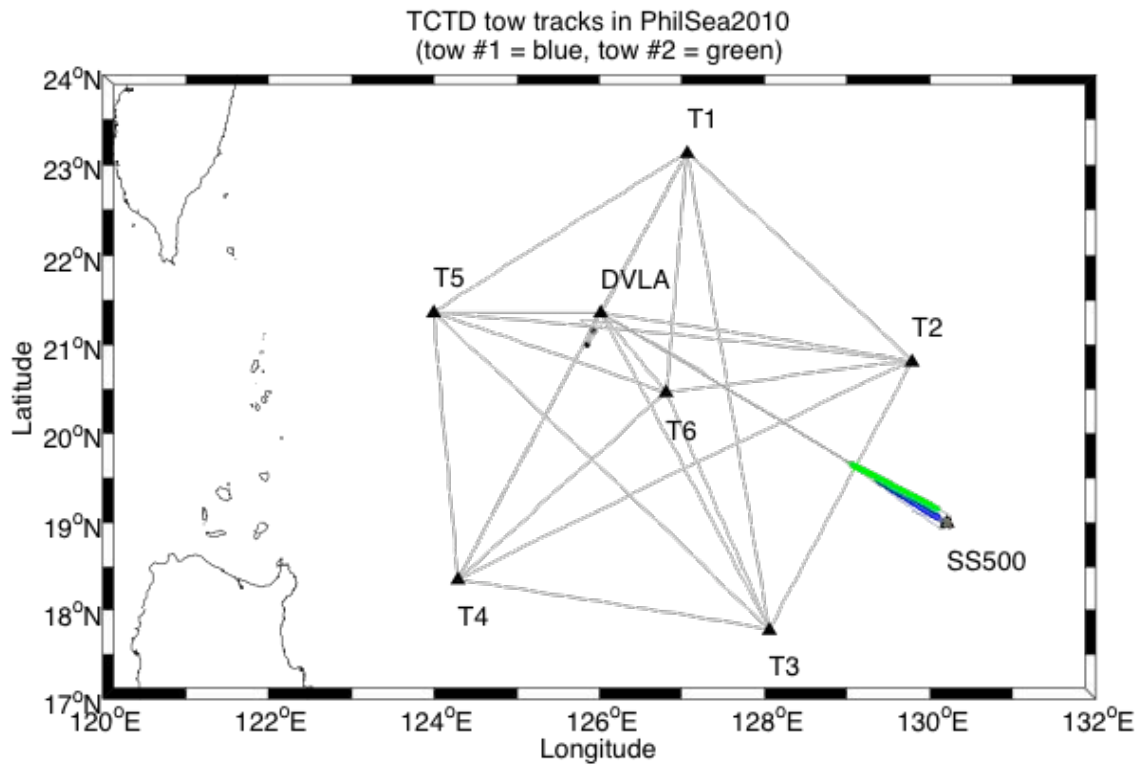 TCTD tow tracks in PhilSea2010
(tow #1 = blue, tow #2 = green)
24°N
23°N
22°N
21°N
20°N
19°N
18°N
17°N
Latitude
T1
T5
DVLA
T2
T6
SS500
T4
T3
120°E
122°E
124°E
126°E
128°E
130°E
132°E
Longitude